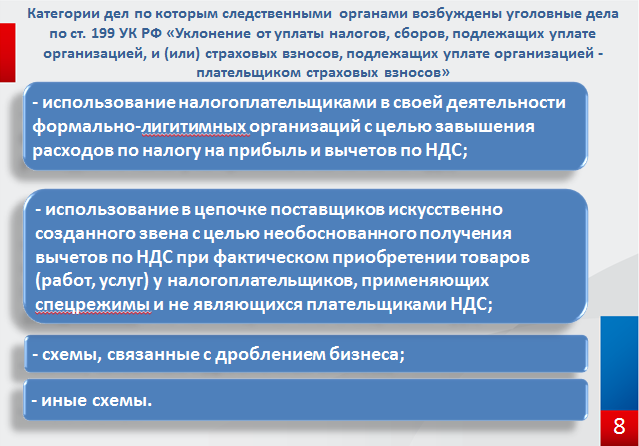 Категории дел по которым следственными органами возбуждены уголовные дела
по ст. 199 УК РФ «Уклонение от уплаты налогов, сборов, подлежащих уплате
организацией, и (или) страховых взносов, подлежащих уплате организацией -
плательщиком страховых взносов»
- использование налогоплательщиками в своей деятельности
формально-лигитимных организаций с целью завышения
расходов по налогу на прибыль и вычетов по НДС;
- использование в цепочке поставщиков искусственно
созданного звена с целью необоснованного получения
вычетов по НДС при фактическом приобретении товаров
(работ, услуг) у налогоплательщиков, применяющих
спецрежимы и не являющихся плательщиками НДС;
- схемы, связанные с дроблением бизнеса;
- иные схемы.
8